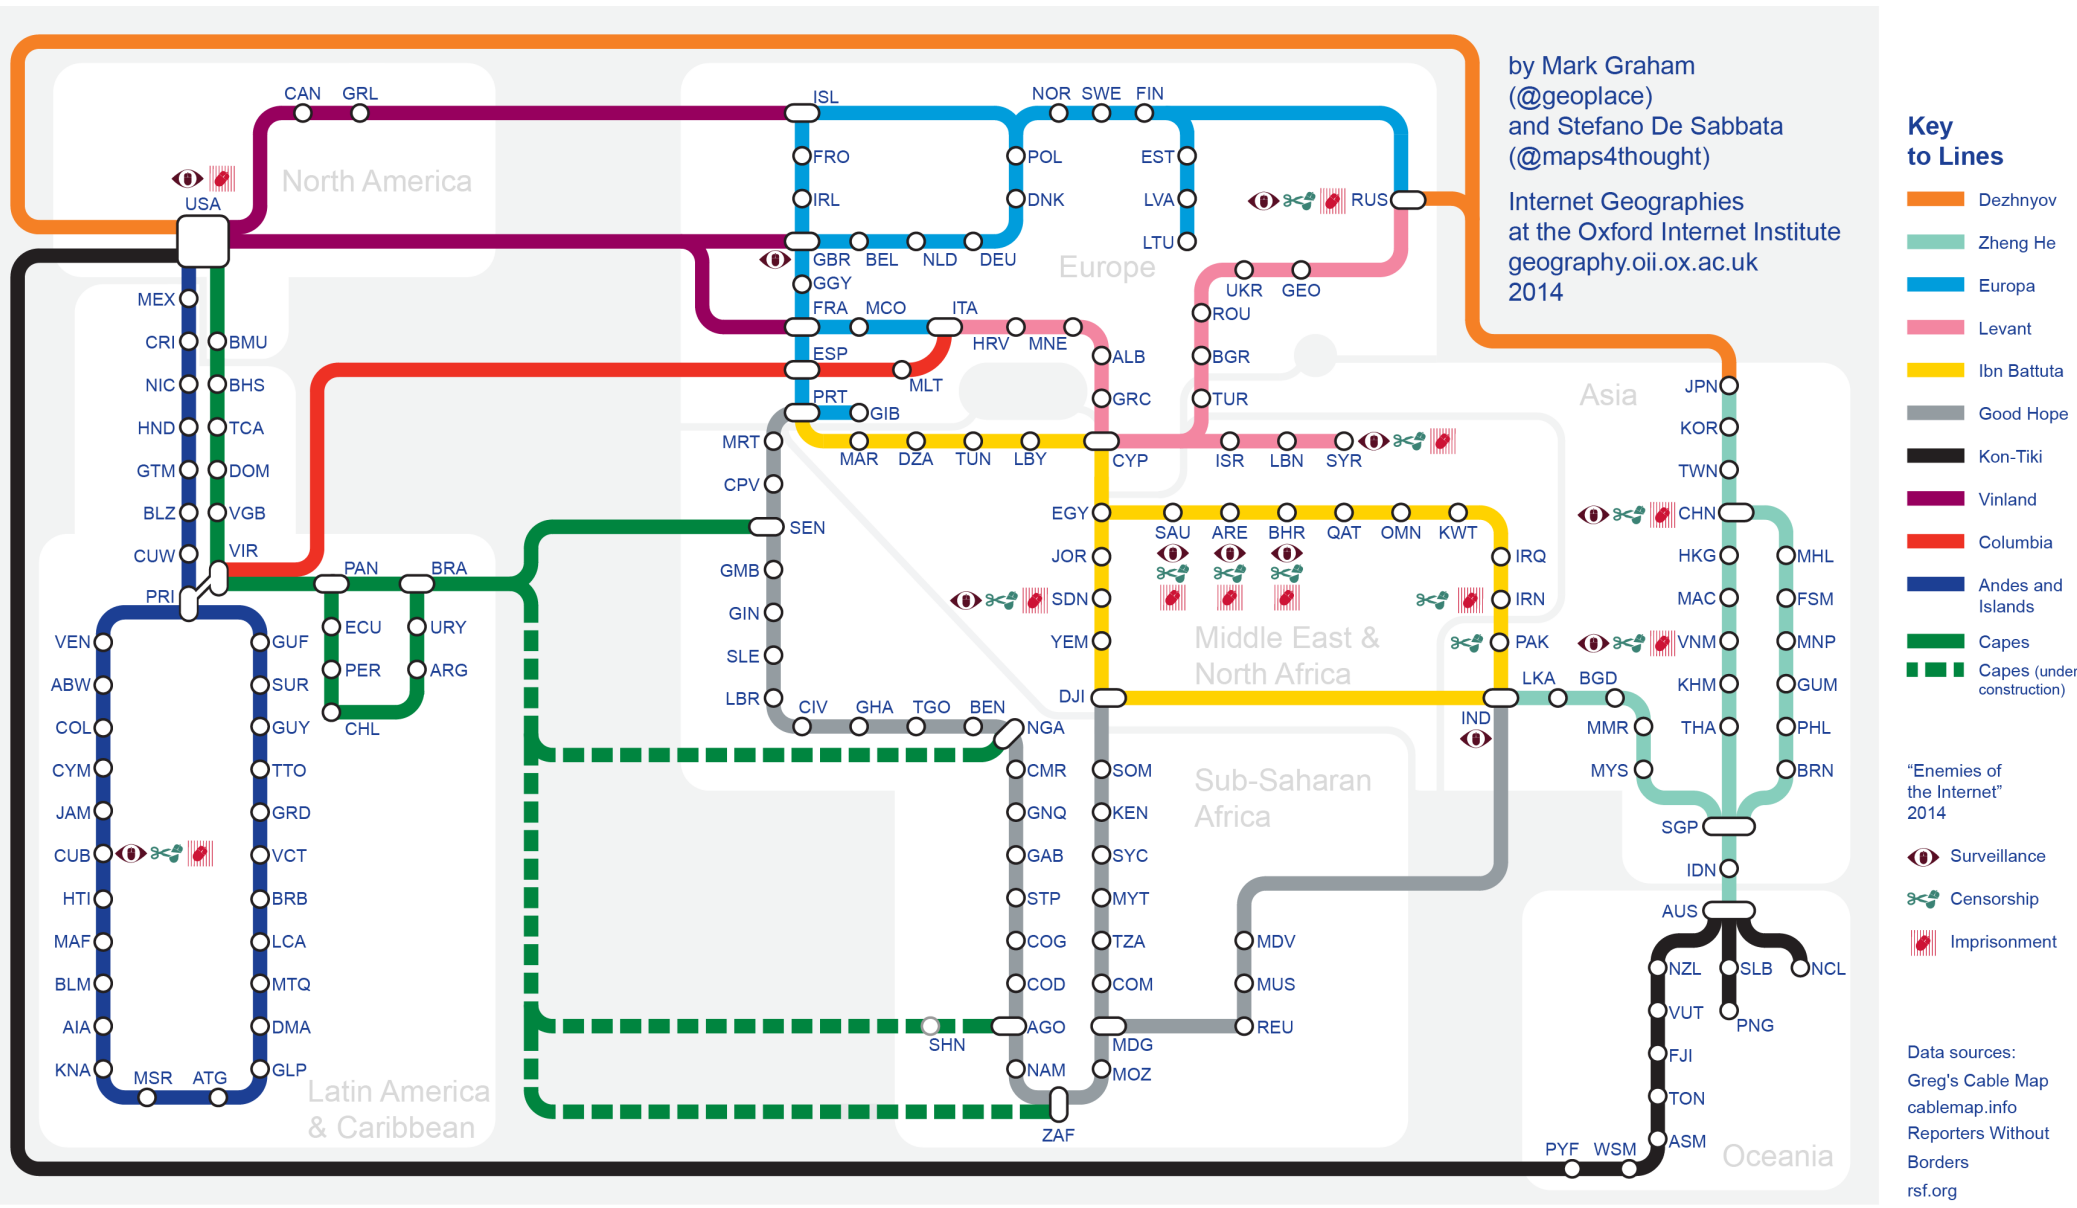 by Mark Graham
(@geoplace)
and Stefano De Sabbata
(@maps4thought)
Internet Geographies
at the Oxford Internet Institute
geography.oii.ox.ac.uk
2014
Key
to Lines
Dezhnyov
Zheng He
Europa
Levant
Ibn Battuta
Good Hope
Kon-Tiki
Vinland
Columbia
Andes and
Islands
Capes
Capes (under
construction)
“Enemies of
the Internet”
2014
Surveillance
Censorship
Imprisonment
Data sources:
Greg's Cable Map
cablemap.info
Reporters Without
Borders
rsf.org
North America
USA
CAN
GRL
MEX
CRI
NIC
HND
GTM
BLZ
CUW
PRI
BMU
BHS
TCA
DOM
VGB
VIR
Latin America
& Caribbean
VEN
ABW
COL
CYM
JAM
CUB
HTI
MAF
BLM
AIA
KNA
MSR
ATG
GUF
SUR
GUY
TTO
GRD
VCT
BRB
LCA
MTQ
DMA
GLP
PAN
BRA
ECU
PER
CHL
URY
ARG
Europe
ISL
FRO
IRL
GBR
BEL
NLD
DEU
GGY
FRA
MCO
ITA
ESP
MLT
PRT
GIB
NOR
SWE
FIN
POL
DNK
EST
LVA
LTU
RUS
UKR
GEO
ROU
BGR
TUR
HRV
MNE
ALB
GRC
CYP
ISR
LBN
SYR
Middle East &
North Africa
MAR
DZA
TUN
LBY
EGY
JOR
SDN
YEM
DJI
SAU
ARE
BHR
QAT
OMN
KWT
IRQ
IRN
PAK
IND
Sub-Saharan
Africa
MRT
CPV
SEN
GMB
GIN
SLE
LBR
CIV
GHA
TGO
BEN
NGA
CMR
GNQ
GAB
STP
COG
COD
AGO
NAM
SHN
ZAF
SOM
KEN
SYC
MYT
TZA
COM
MDG
MOZ
MDV
MUS
REU
Asia
JPN
KOR
TWN
CHN
HKG
MAC
VNM
KHM
THA
MHL
FSM
MNP
GUM
PHL
BRN
LKA
BGD
MMR
MYS
SGP
IDN
Oceania
AUS
NZL
SLB
NCL
VUT
PNG
FJI
TON
ASM
PYF
WSM